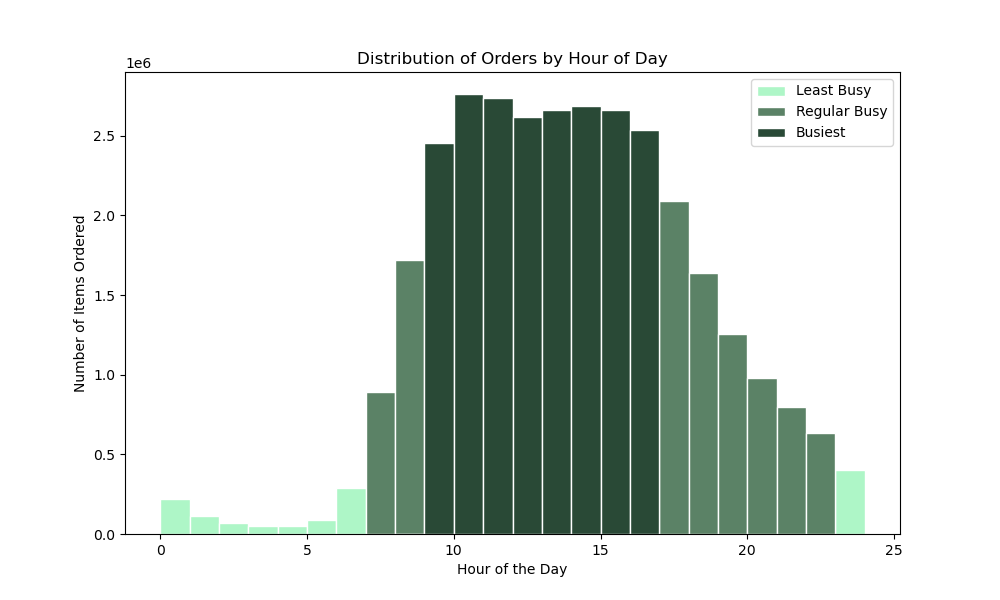 Distribution of Orders by Hour of Day
1e6
Least Busy
Regular Busy
Busiest
2.5
2.0
1.5
1.0
0.5
0.0
Number of Items Ordered
0 5 10 15 20 25
Hour of the Day